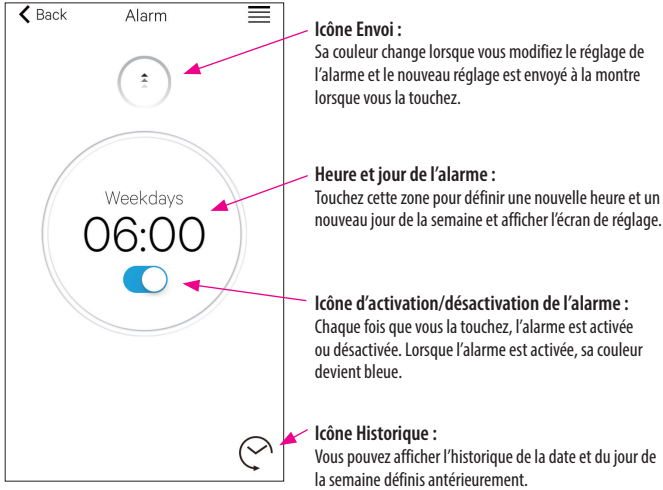 Back Alarm
Weekdays
06:00
Icône Envoi :
Sa couleur change lorsque vous modifiez le réglage de
l'alarme et le nouveau réglage est envoyé à la montre
lorsque vous la touchez.
Heure et jour de l'alarme :
Touchez cette zone pour définir une nouvelle heure et un
nouveau jour de la semaine et afficher l'écran de réglage.
Icône d'activation/désactivation de l'alarme :
Chaque fois que vous la touchez, l'alarme est activée
ou désactivée. Lorsque l'alarme est activée, sa couleur
devient bleue.
Icône Historique :
Vous pouvez afficher l'historique de la date et du jour de
la semaine définis antérieurement.